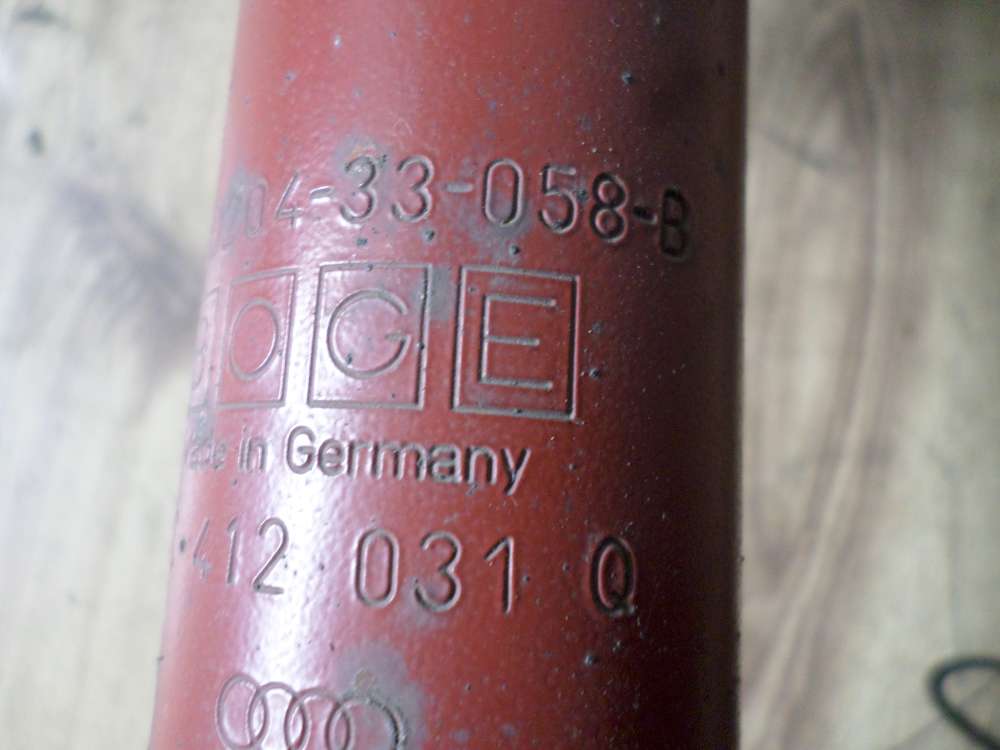 04-33-058-B
OGE
in Germany
412 031 Q